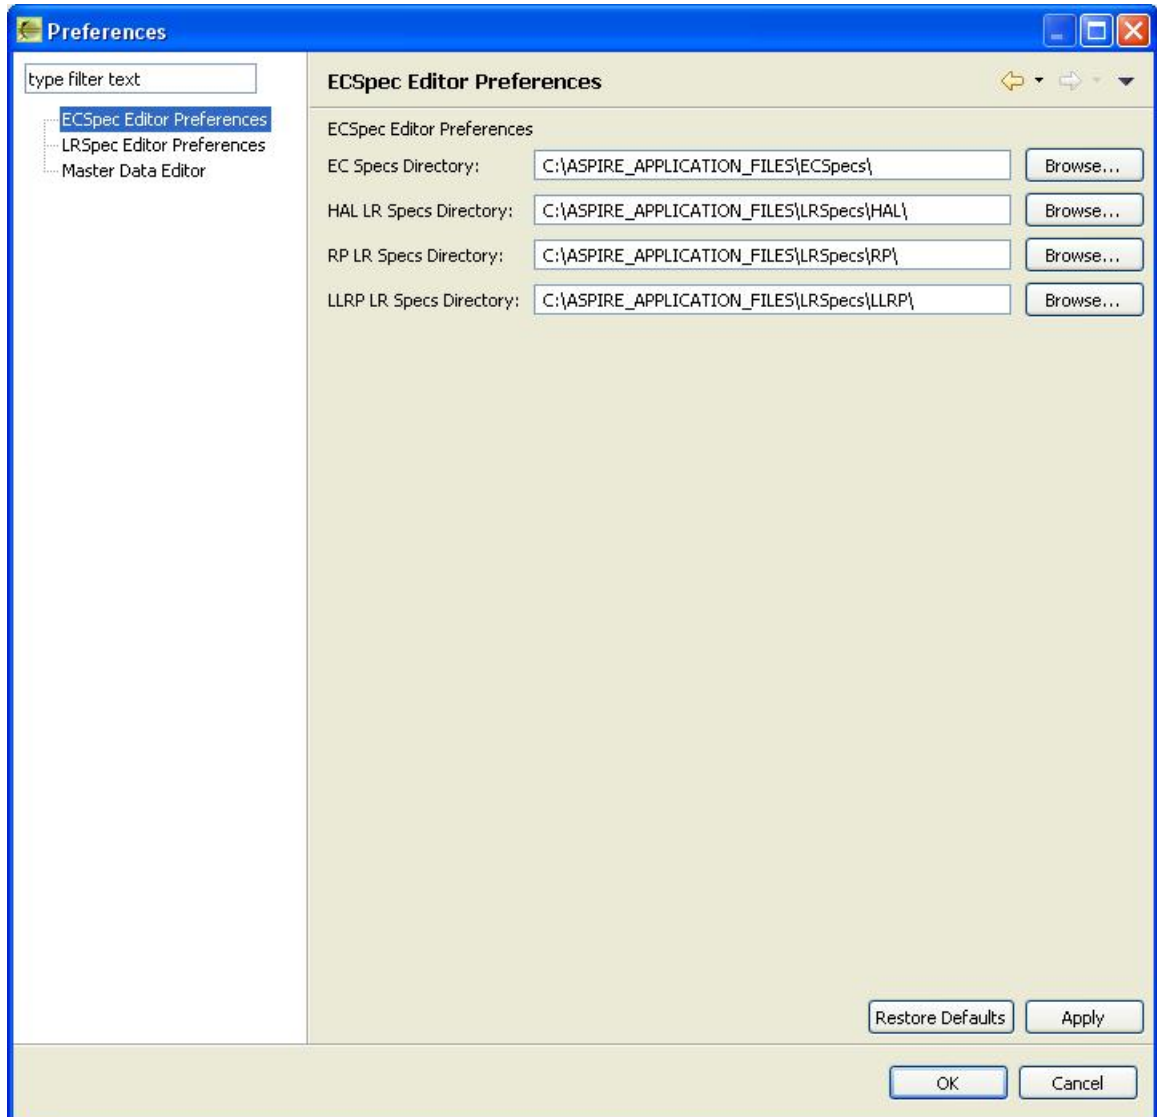 Preferences
type filter text
ECSpec Editor Preferences
LRSpec Editor Preferences
Master Data Editor
ECSpec Editor Preferences
ECSpec Editor Preferences
EC Specs Directory: C:\ASPIRE_APPLICATION_FILES\ECSpecs\ Browse...
HAL LR Specs Directory: C:\ASPIRE_APPLICATION_FILES\LRSpecs\HAL\ Browse...
RP LR Specs Directory: C:\ASPIRE_APPLICATION_FILES\LRSpecs\RP\ Browse...
LLRP LR Specs Directory: C:\ASPIRE_APPLICATION_FILES\LRSpecs\LLRP\ Browse...
Restore Defaults Apply
OK Cancel